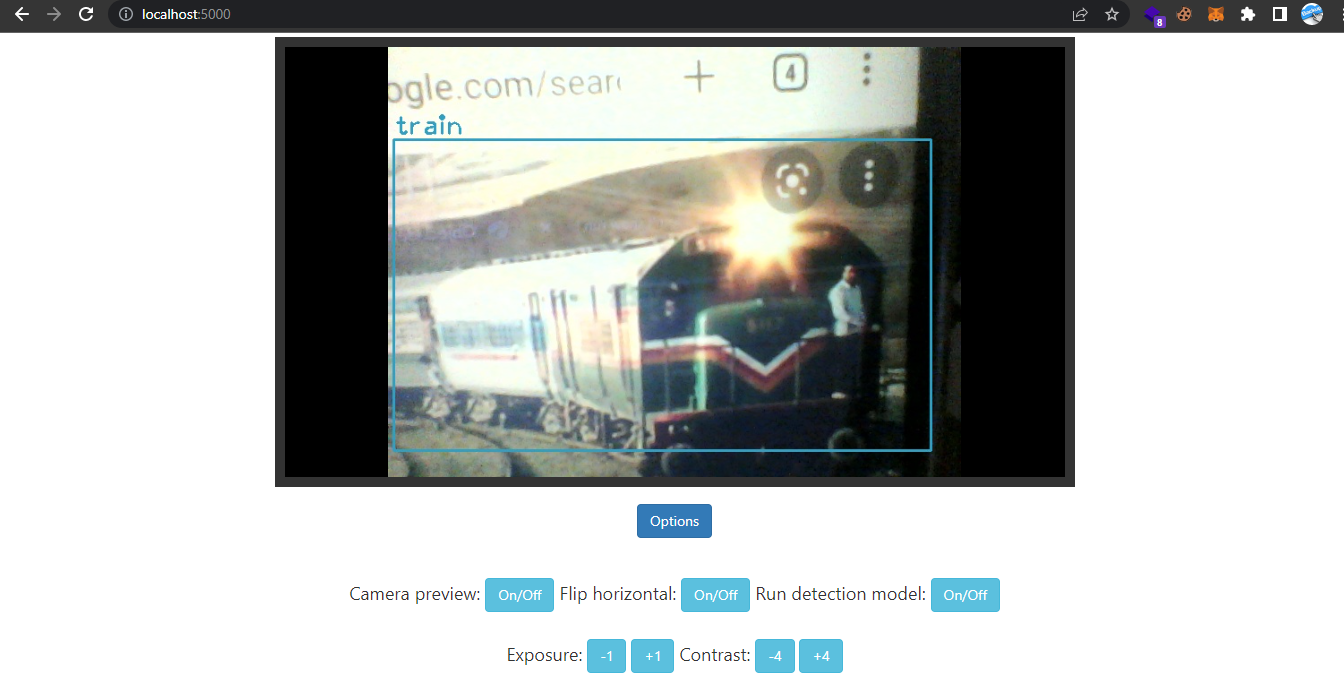 localhost:5000
8
ogle.com/sear
4
train
Options
Camera preview: On/Off Flip horizontal: On/Off Run detection model: On/Off
Exposure: -1 +1 Contrast: -4 +4